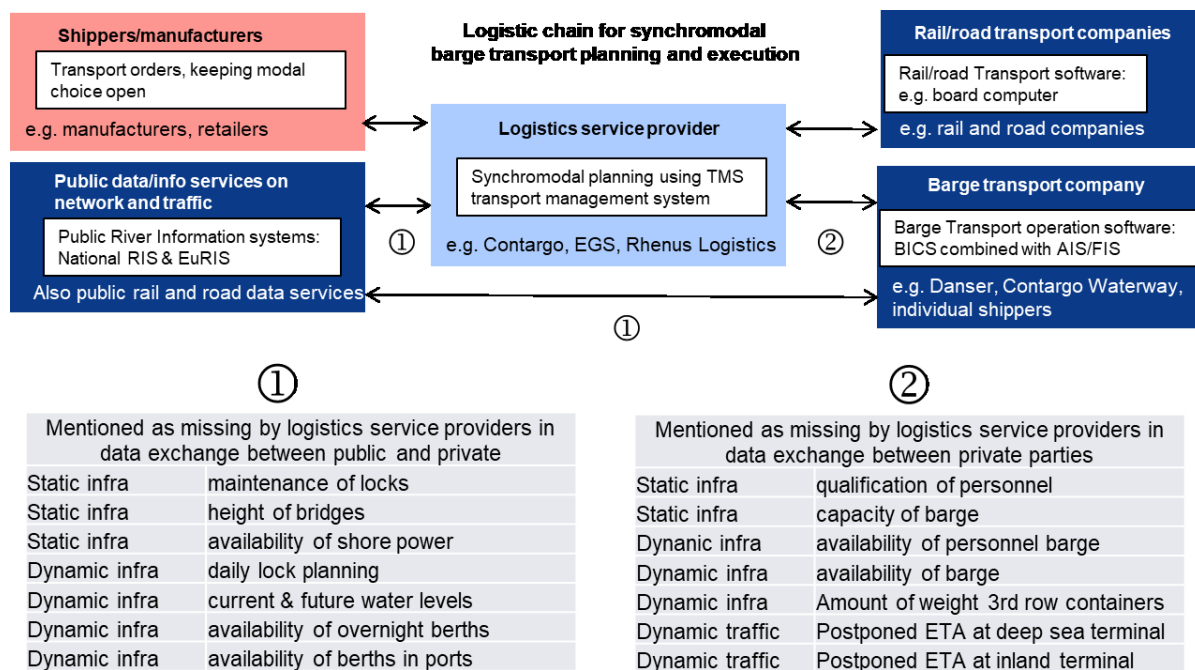 Shippers/manufacturers
Transport orders, keeping modal
choice open
e.g. manufacturers, retailers
Public data/info services on
network and traffic
Public River Information systems:
National RIS & EuRIS
Also public rail and road data services
Logistic chain for synchromodal
barge transport planning and execution
Logistics service provider
Synchromodal planning using TMS
transport management system
e.g. Contargo, EGS, Rhenus Logistics
Rail/road transport companies
Rail/road Transport software:
e.g. board computer
e.g. rail and road companies
Barge transport company
Barge Transport operation software:
BICS combined with AIS/FIS
e.g. Danser, Contargo Waterway,
individual shippers
①
②
①
①
Mentioned as missing by logistics service providers in
data exchange between public and private
Static infra maintenance of locks
Static infra height of bridges
Static infra availability of shore power
Dynamic infra daily lock planning
Dynamic infra current & future water levels
Dynamic infra availability of overnight berths
Dynamic infra availability of berths in ports
②
Mentioned as missing by logistics service providers in
data exchange between private parties
Static infra qualification of personnel
Static infra capacity of barge
Dynanic infra availability of personnel barge
Dynamic infra availability of barge
Dynamic infra Amount of weight 3rd row containers
Dynamic traffic Postponed ETA at deep sea terminal
Dynamic traffic Postponed ETA at inland terminal